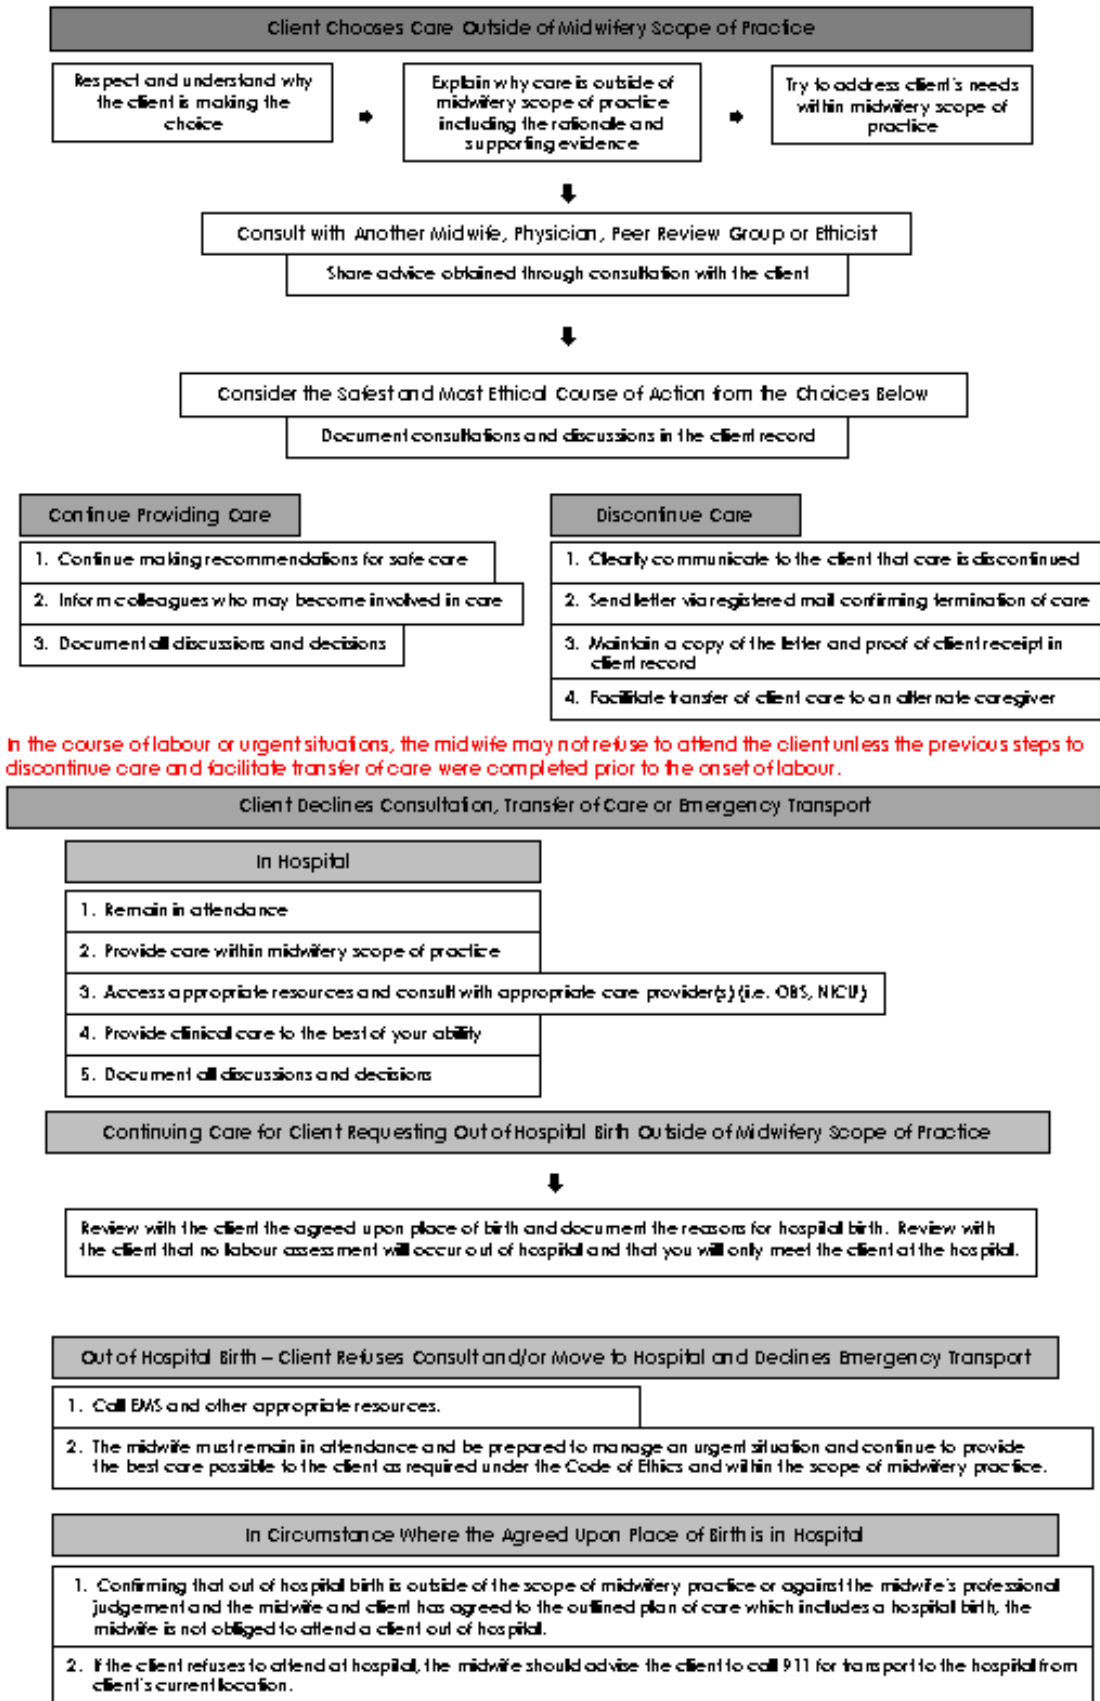 Client Chooses Care Outside of Midwifery Scope of Practice
Respect and understand why
the client is making the
choice
Explain why care is outside of
midwifery scope of practice
including the rationale and
supporting evidence
Try to address client's needs
within midwifery scope of
practice
Consult with Another Midwife, Physician, Peer Review Group or Ethicist
Share advice obtained through consultation with the client
Consider the Safest and Most Ethical Course of Action from the Choices Below
Document consultations and discussions in the client record
Continue Providing Care
1. Continue making recommendations for safe care
2. Inform colleagues who may become involved in care
3. Document all discussions and decisions
Discontinue Care
1. Clearly communicate to the client that care is discontinued
2. Send letter via registered mail confirming termination of care
3. Maintain a copy of the letter and proof of client receipt in
client record
4. Facilitate transfer of client care to an alternate caregiver
In the course of labour or urgent situations, the midwife may not refuse to attend the client unless the previous steps to
discontinue care and facilitate transfer of care were completed prior to the onset of labour.
Client Declines Consultation, Transfer of Care or Emergency Transport
In Hospital
1. Remain in attendance
2. Provide care within midwifery scope of practice
3. Access appropriate resources and consult with appropriate care provider(s) (i.e. OBS, NICU)
4. Provide clinical care to the best of your ability
5. Document all discussions and decisions
Continuing Care for Client Requesting Out of Hospital Birth Outside of Midwifery Scope of Practice
Review with the client the agreed upon place of birth and document the reasons for hospital birth. Review with
the client that no labour assessment will occur out of hospital and that you will only meet the client at the hospital.
Out of Hospital Birth – Client Refuses Consult and/or Move to Hospital and Declines Emergency Transport
1. Call EMS and other appropriate resources.
2. The midwife must remain in attendance and be prepared to manage an urgent situation and continue to provide
the best care possible to the client as required under the Code of Ethics and within the scope of midwifery practice.
In Circumstance Where the Agreed Upon Place of Birth is in Hospital
1. Confirming that out of hospital birth is outside of the scope of midwifery practice or against the midwife's professional
judgement and the midwife and client has agreed to the outlined plan of care which includes a hospital birth, the
midwife is not obliged to attend a client out of hospital.
2. If the client refuses to attend at hospital, the midwife should advise the client to call 911 for transport to the hospital from
client's current location.